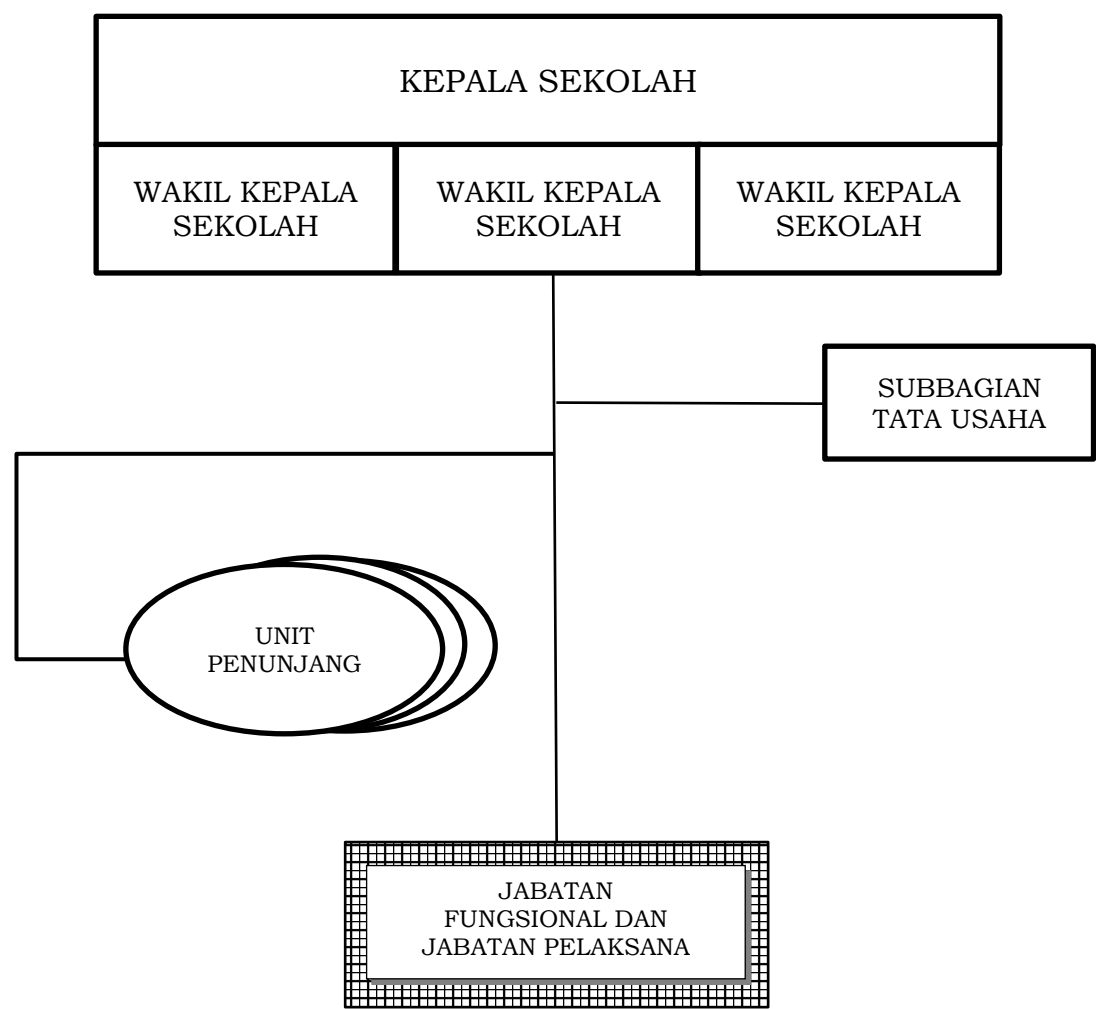 KEPALA SEKOLAH
WAKIL KEPALA
SEKOLAH
WAKIL KEPALA
SEKOLAH
WAKIL KEPALA
SEKOLAH
SUBBAGIAN
TATA USAHA
UNIT
PENUNJANG
JABATAN
FUNGSIONAL DAN
JABATAN PELAKSANA